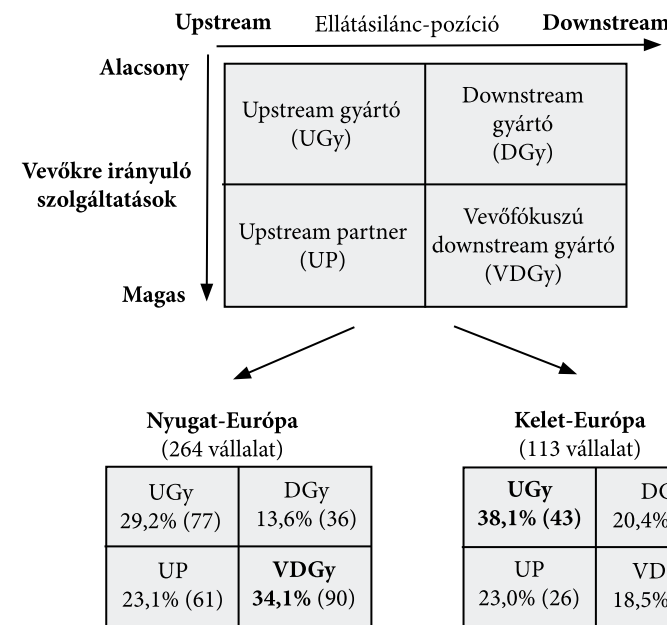 Upstream Ellátásilánc-pozíció Downstream
Alacsony
Upstream gyártó
(UGy)
Downstream
gyártó
(DGy)
Vevőkre irányuló
szolgáltatások
Upstream partner
(UP)
Vevőfókuszú
downstream gyártó
(VDGy)
Magas
Nyugat-Európa
(264 vállalat)
UGy
29,2% (77)
DGy
13,6% (36)
UP
23,1% (61)
VDGy
34,1% (90)
Kelet-Európa
(113 vállalat)
UGy
38,1% (43)
20,4%
UP
23,0% (26)
18,5%